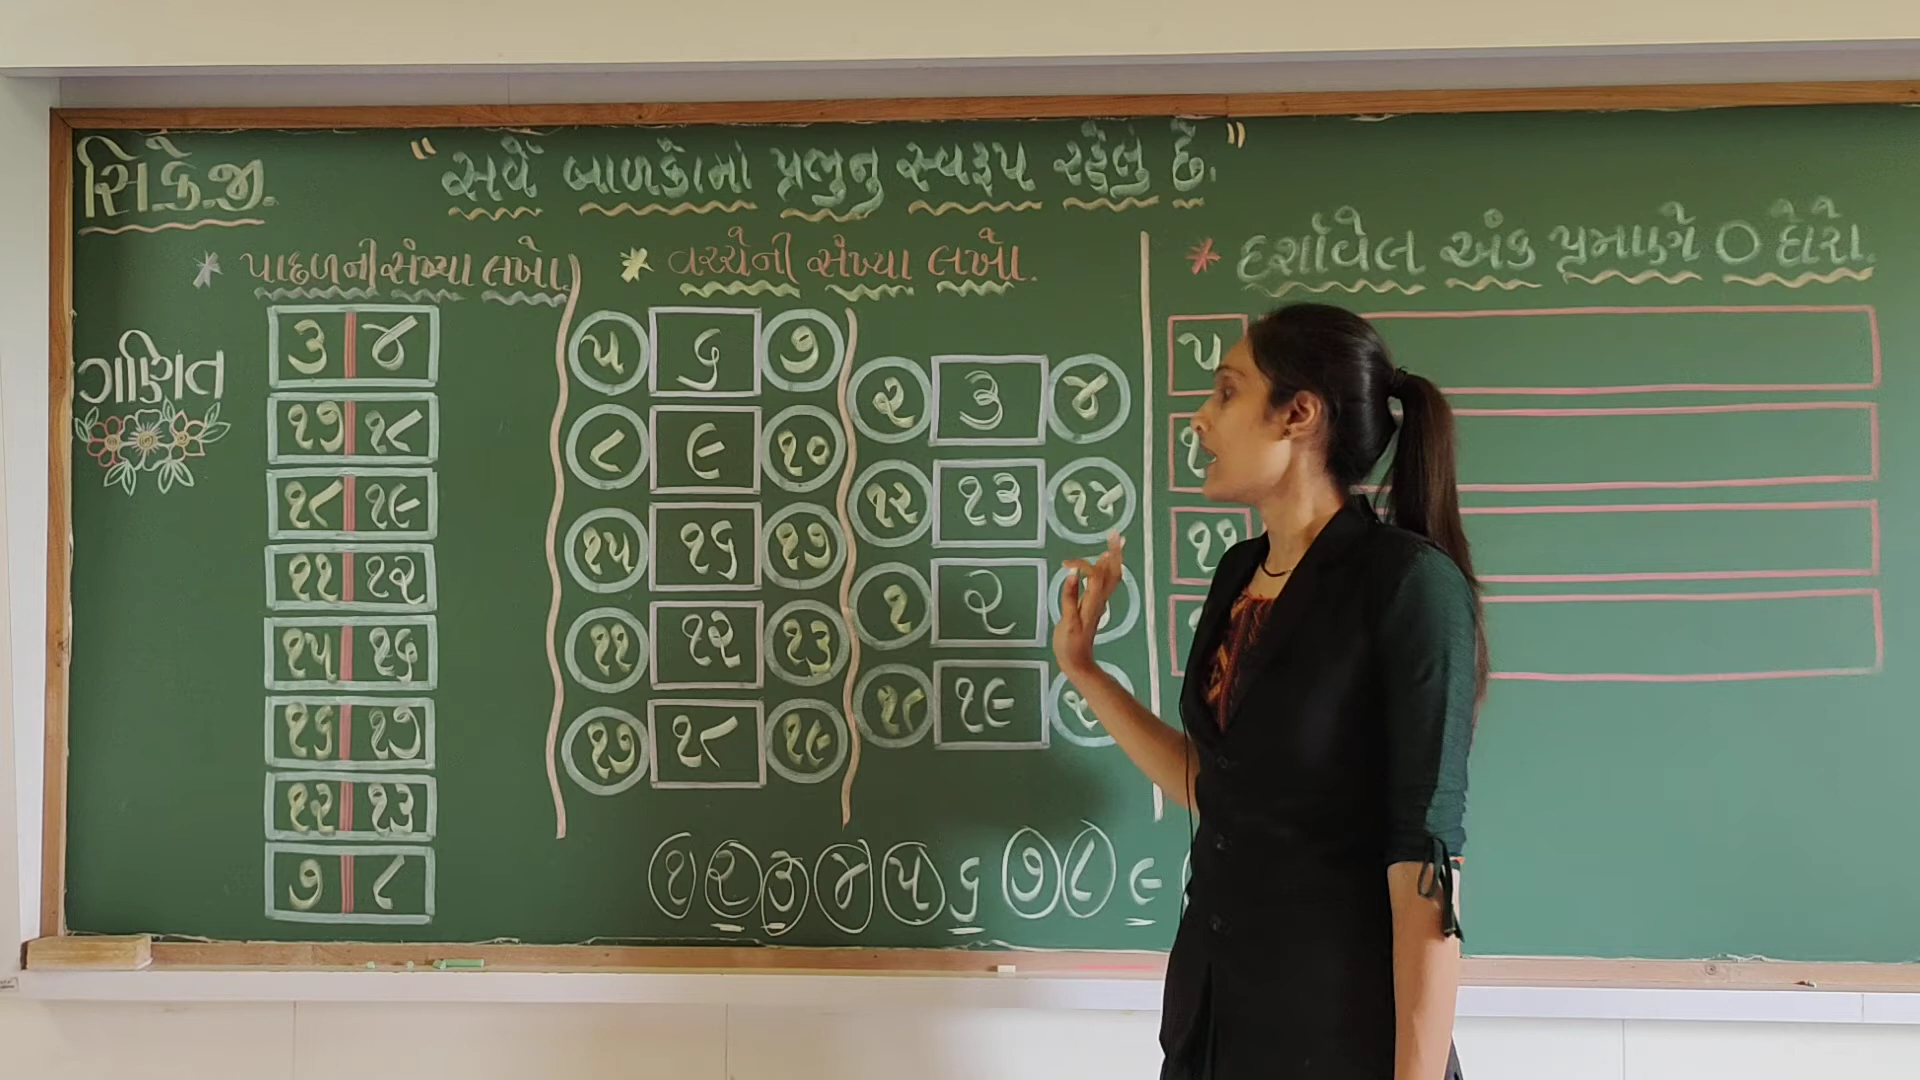 સિ.કે.જી.
"સર્વે બાળકોમાં પ્રભુનુ સ્વરૂપ રહેલું છે."
* પાછળની સંખ્યા લખો.
* વચ્ચેની સંખ્યા લખો.
* દર્શાવેલ અંક પ્રમાણે O દોરો.
ગણિત
૩ ૪
૧૭ ૧૮
૧૮ ૧૯
૧૧ ૧૨
૧૫ ૧૬
૧૬ ૧૭
૧૨ ૧૩
૭ ૮
૫ ૬ ૭
૮ ૯ ૧૦
૧૫ ૧૬ ૧૭
૧૧ ૧૨ ૧૩
૧૭ ૧૮ ૧૯
૨ ૩ ૪
૧૨ ૧૩ ૧૪
૧ ૨
૧૮ ૧૯
૫
૧૧
૧ ૨ ૩ ૪ ૫ ૬ ૭ ૮ ૯